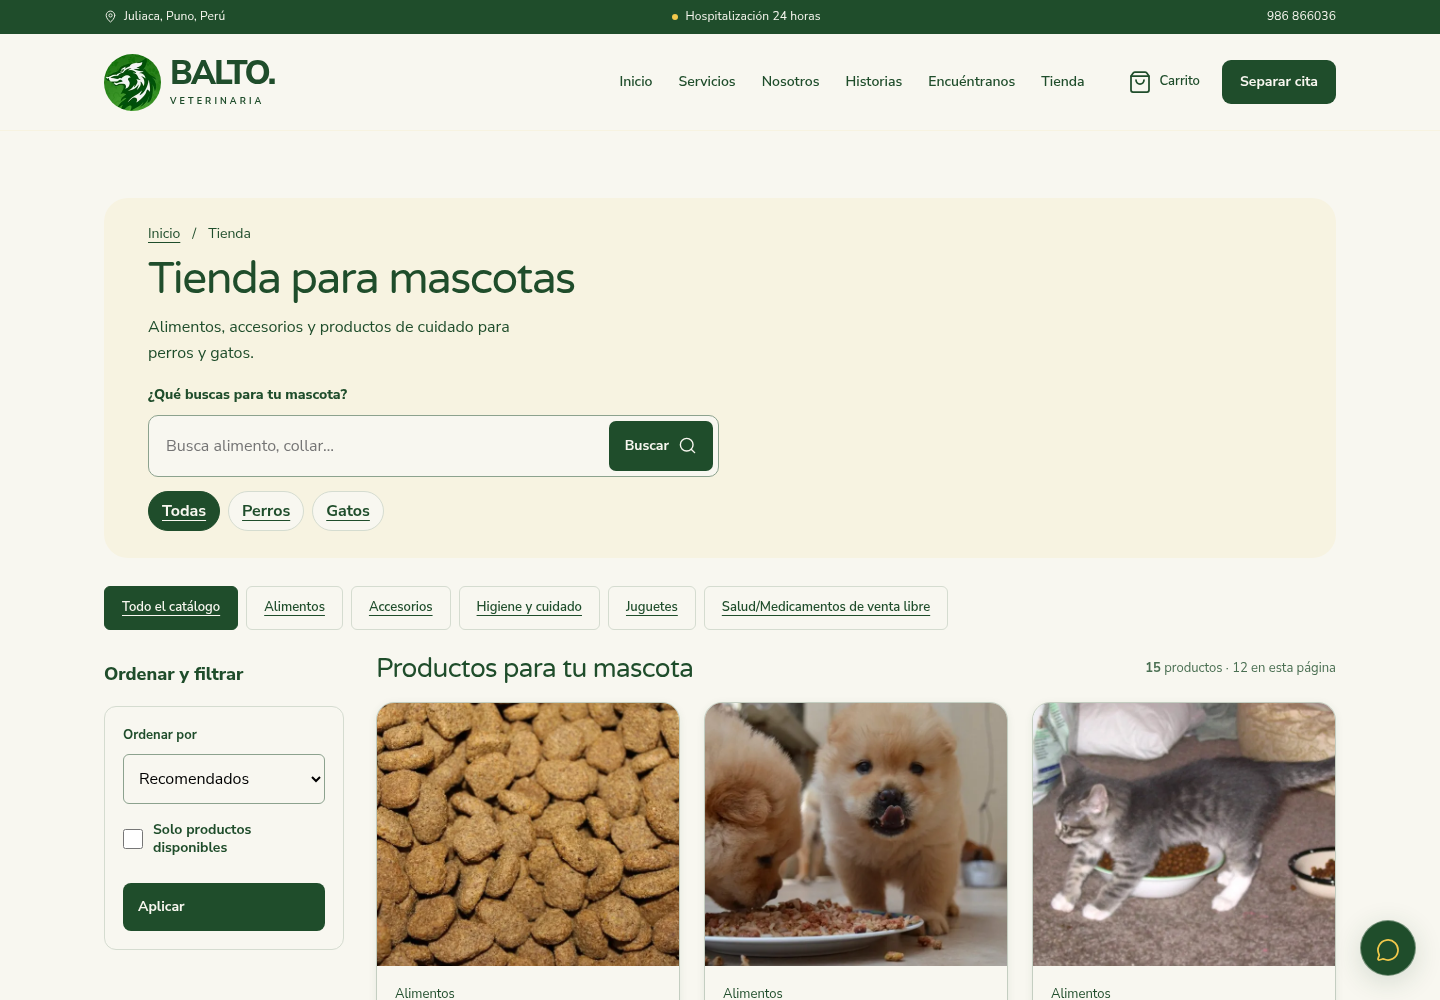 Juliaca, Puno, Perú
Hospitalización 24 horas
986 866036
BALTO.
VETERINARIA
Inicio
Servicios
Nosotros
Historias
Encuéntranos
Tienda
Carrito
Separar cita
Inicio / Tienda
Tienda para mascotas
Alimentos, accesorios y productos de cuidado para
perros y gatos.
¿Qué buscas para tu mascota?
Busca alimento, collar...
Buscar
Todas
Perros
Gatos
Todo el catálogo
Alimentos
Accesorios
Higiene y cuidado
Juguetes
Salud/Medicamentos de venta libre
Ordenar y filtrar
Ordenar por
Recomendados
Solo productos
disponibles
Aplicar
Productos para tu mascota
15 productos · 12 en esta página
Alimentos
Alimentos
Alimentos